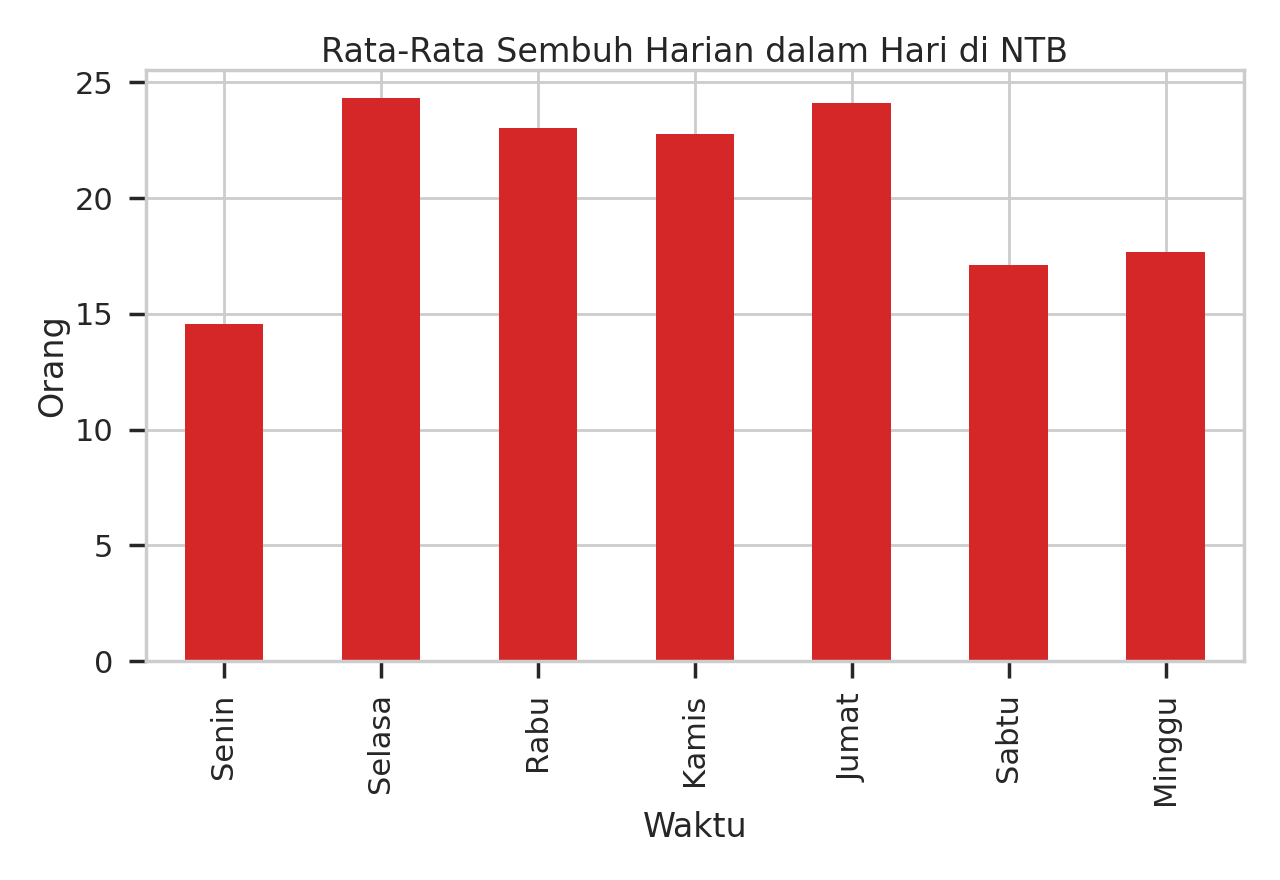 Rata-Rata Sembuh Harian dalam Hari di NTB
Orang
25
20
15
10
5
0
Senin
Selasa
Rabu
Kamis
Jumat
Sabtu
Minggu
Waktu